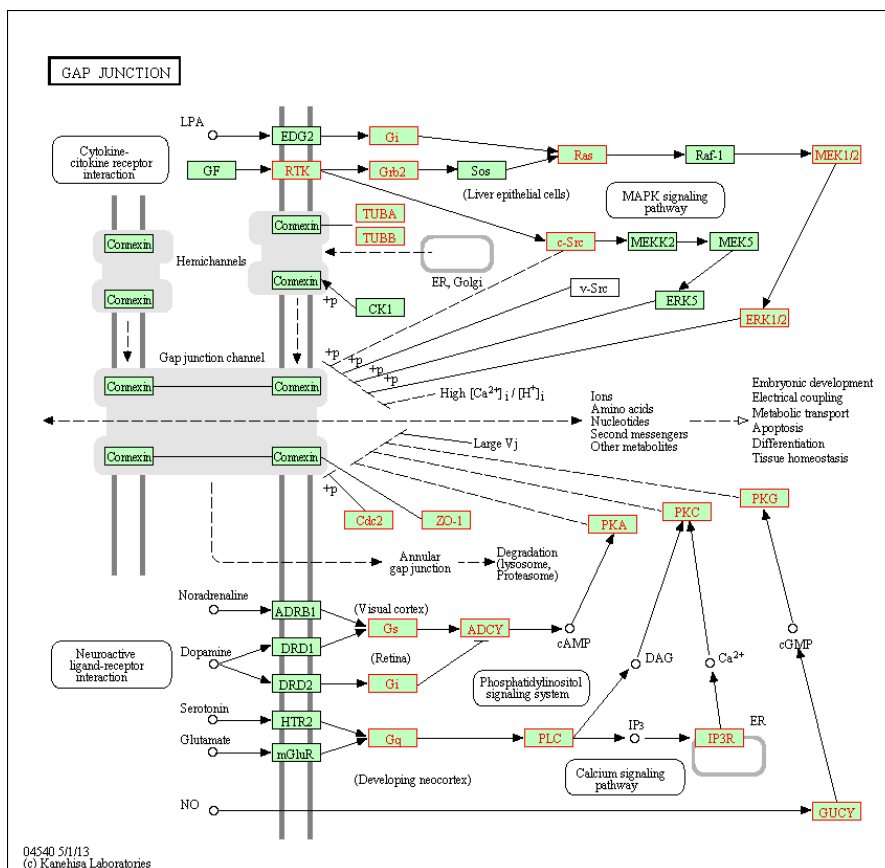 GAP JUNCTION
LPA
EDG2
Gi
Cytokine-
citokine receptor
interaction
GF
RTK
Grb2
Sos
Ras
Raf-1
MEK1/2
(Liver epithelial cells)
MAPK signaling
pathway
Connexin
TUBA
TUBB
Connexin
Hemichannels
c-Src
MEKK2
MEK5
ER, Golgi
Connexin
Connexin
+p
CK1
v-Src
ERK5
ERK1/2
Gap junction channel
+p
+p
+p
+p
Connexin
Connexin
High [Ca2+] i / [H+] i
Ions
Amino acids
Nucleotides
Second messengers
Other metabolites
Embryonic development
Electrical coupling
Metabolic transport
Apoptosis
Differentiation
Tissue homeostasis
Large Vj
Connexin
Connexin
+p
Cdc2
ZO-1
PKA
PKC
PKG
Annular
gap junction
Degradation
(lysosome,
Proteasome)
Noradrenaline
ADRB1
(Visual cortex)
Gs
ADCY
cAMP
Dopamine
DRD1
(Retina)
DRD2
Gi
Neuroactive
ligand-receptor
interaction
DAG
Ca2+
cGMP
Phosphatidylinositol
signaling system
Serotonin
HTR2
Glutamate
mGluR
Gq
PLC
IP3
IP3R
ER
(Developing neocortex)
Calcium signaling
pathway
NO
GUCY
04540 5/1/13
(c) Kanehisa Laboratories